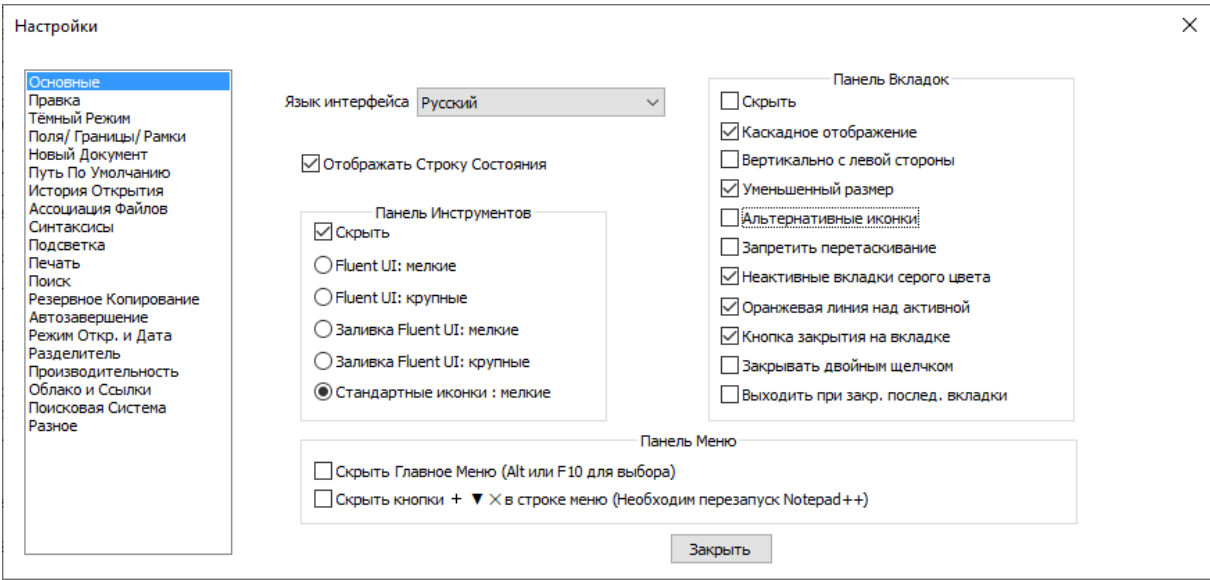 Настройки
Основные
Правка
Тёмный Режим
Поля/ Границы/ Рамки
Новый Документ
Путь По Умолчанию
История Открытия
Ассоциация Файлов
Синтаксисы
Подсветка
Печать
Поиск
Резервное Копирование
Автозавершение
Режим Откр. и Дата
Разделитель
Производительность
Облако и Ссылки
Поисковая Система
Разное
Язык интерфейса Русский
Отображать Строку Состояния
Панель Инструментов
Скрыть
Fluent UI: мелкие
Fluent UI: крупные
Заливка Fluent UI: мелкие
Заливка Fluent UI: крупные
Стандартные иконки : мелкие
Панель Вкладок
Скрыть
Каскадное отображение
Вертикально с левой стороны
Уменьшенный размер
Альтернативные иконки
Запретить перетаскивание
Неактивные вкладки серого цвета
Оранжевая линия над активной
Кнопка закрытия на вкладке
Закрывать двойным щелчком
Выходить при закр. послед. вкладки
Панель Меню
Скрыть Главное Меню (Alt или F10 для выбора)
Скрыть кнопки + ▼ ✕ в строке меню (Необходим перезапуск Notepad++)
Закрыть